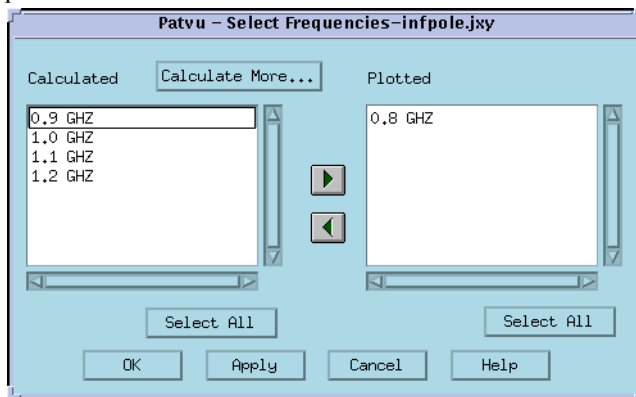 Patvu - Select Frequencies-infpole.jxy
Calculated
Calculate More...
Plotted
0.9 GHZ
1.0 GHZ
1.1 GHZ
1.2 GHZ
0.8 GHZ
Select All
Select All
OK
Apply
Cancel
Help